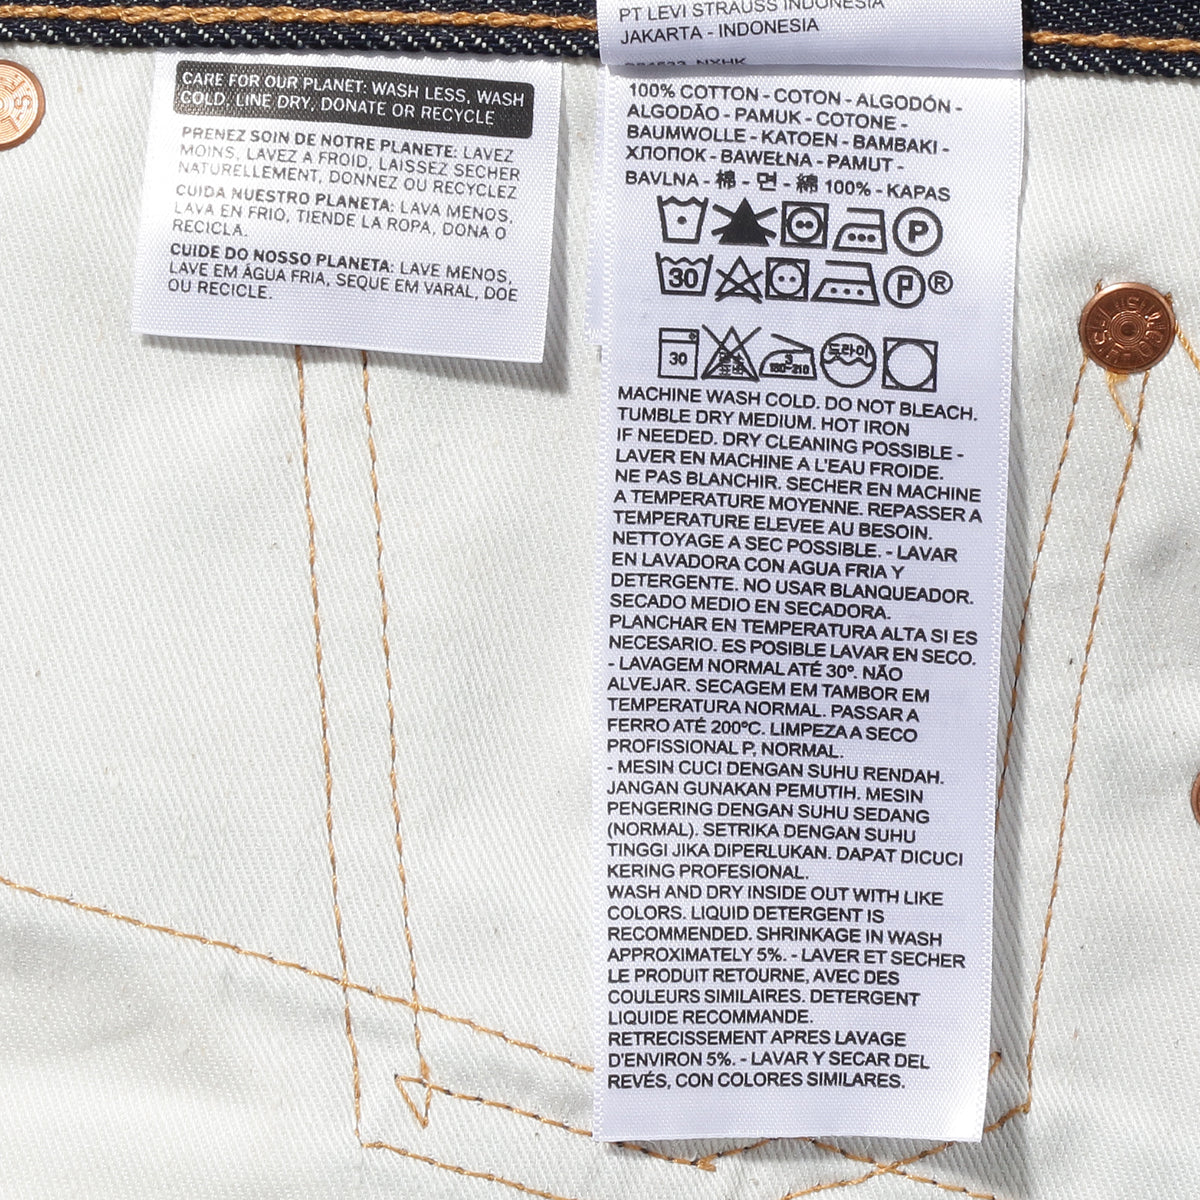 CARE FOR OUR PLANET: WASH LESS, WASH
COLD, LINE DRY, DONATE OR RECYCLE
PRENEZ SOIN DE NOTRE PLANETE: LAVEZ
MOINS, LAVEZ A FROID, LAISSEZ SECHER
NATURELLEMENT, DONNEZ OU RECYCLEZ
CUIDA NUESTRO PLANETA: LAVA MENOS,
LAVA EN FRIO, TIENDE LA ROPA, DONA O
RECICLA.
CUIDE DO NOSSO PLANETA: LAVE MENOS,
LAVE EM ÁGUA FRIA, SEQUE EM VARAL, DOE
OU RECICLE.
PT LEVI STRAUSS INDONESIA
JAKARTA - INDONESIA
100% COTTON - COTON - ALGODÓN -
ALGODÃO - PAMUK - COTONE -
BAUMWOLLE - KATOEN - BAMBAKI -
ХЛОПОК - BAWEŁNA - PAMUT -
BAVLNA - 棉 - 면 - 綿 100% - KAPAS
P
30 P ®
30 3 180~210 드라이
MACHINE WASH COLD. DO NOT BLEACH.
TUMBLE DRY MEDIUM. HOT IRON
IF NEEDED. DRY CLEANING POSSIBLE -
LAVER EN MACHINE A L'EAU FROIDE.
NE PAS BLANCHIR. SECHER EN MACHINE
A TEMPERATURE MOYENNE. REPASSER A
TEMPERATURE ELEVEE AU BESOIN.
NETTOYAGE A SEC POSSIBLE. - LAVAR
EN LAVADORA CON AGUA FRIA Y
DETERGENTE. NO USAR BLANQUEADOR.
SECADO MEDIO EN SECADORA.
PLANCHAR EN TEMPERATURA ALTA SI ES
NECESARIO. ES POSIBLE LAVAR EN SECO.
- LAVAGEM NORMAL ATÉ 30º. NÃO
ALVEJAR. SECAGEM EM TAMBOR EM
TEMPERATURA NORMAL. PASSAR A
FERRO ATÉ 200ºC. LIMPEZA A SECO
PROFISSIONAL P, NORMAL.
- MESIN CUCI DENGAN SUHU RENDAH.
JANGAN GUNAKAN PEMUTIH. MESIN
PENGERING DENGAN SUHU SEDANG
(NORMAL). SETRIKA DENGAN SUHU
TINGGI JIKA DIPERLUKAN. DAPAT DICUCI
KERING PROFESIONAL.
WASH AND DRY INSIDE OUT WITH LIKE
COLORS. LIQUID DETERGENT IS
RECOMMENDED. SHRINKAGE IN WASH
APPROXIMATELY 5%. - LAVER ET SECHER
LE PRODUIT RETOURNE, AVEC DES
COULEURS SIMILAIRES. DETERGENT
LIQUIDE RECOMMANDE.
RETRECISSEMENT APRES LAVAGE
D'ENVIRON 5%. - LAVAR Y SECAR DEL
REVÉS, CON COLORES SIMILARES.